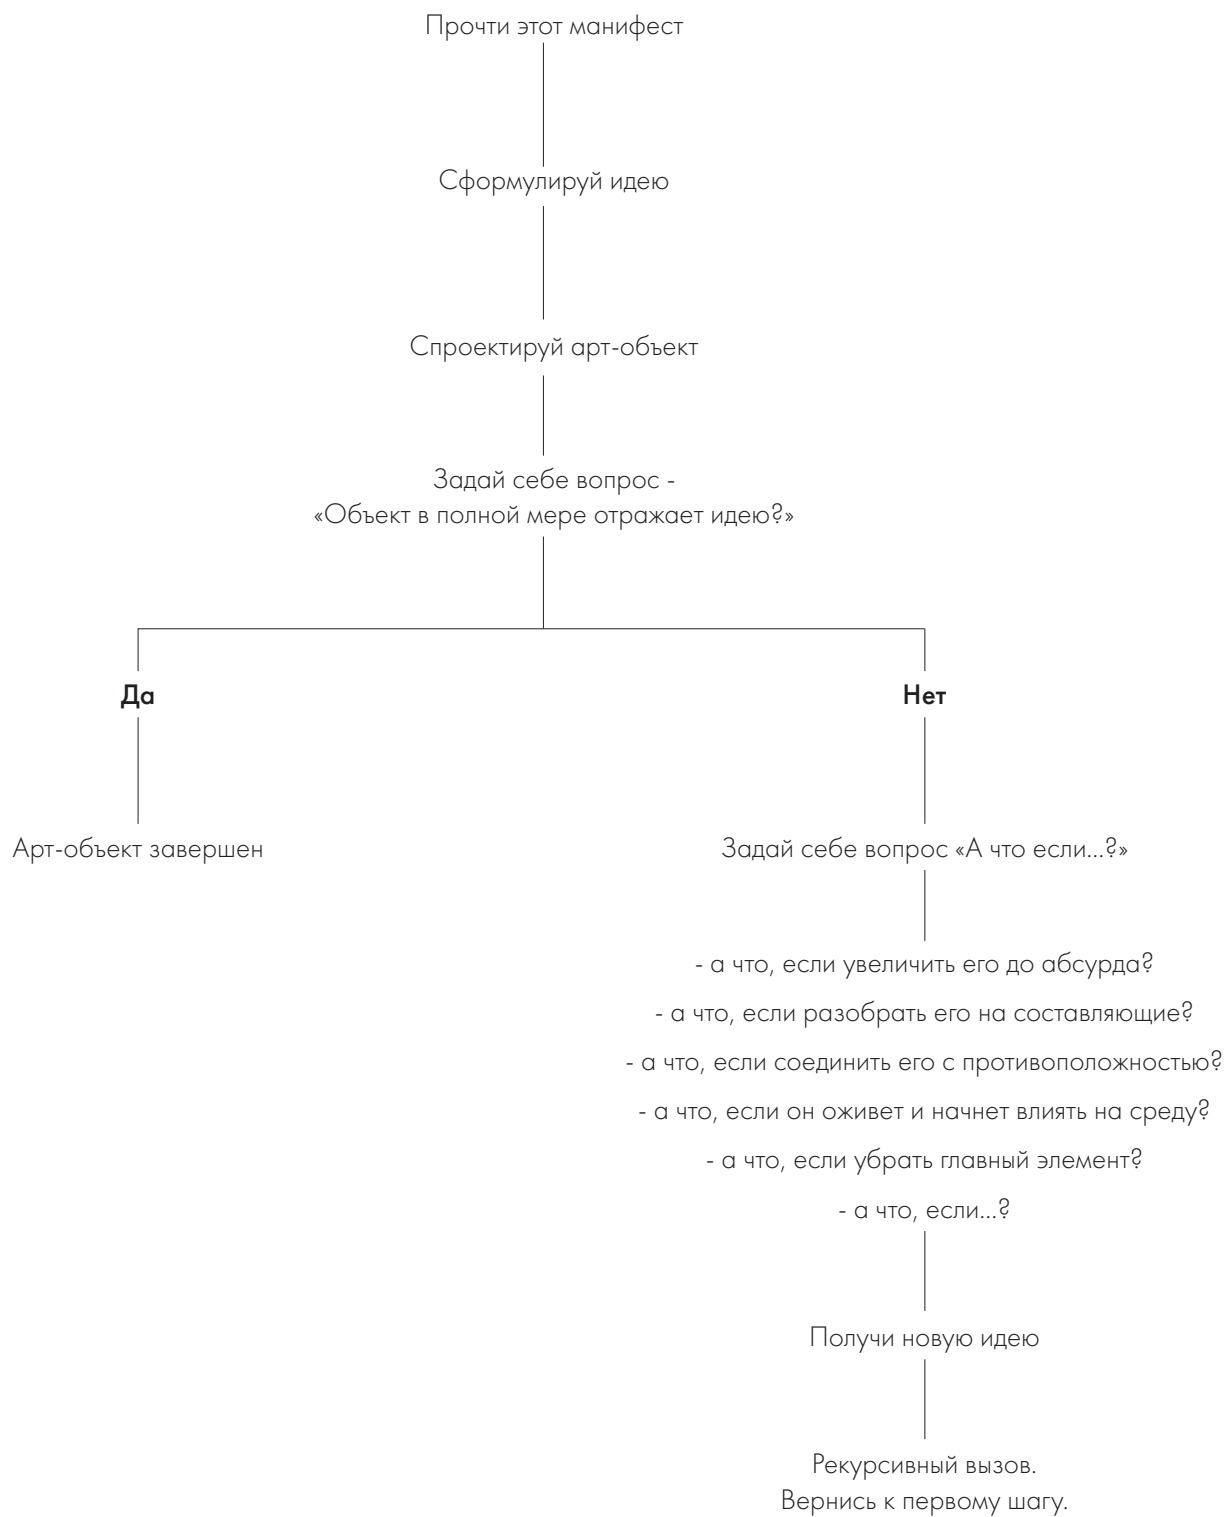 Прочти этот манифест
Сформулируй идею
Спроектируй арт-объект
Задай себе вопрос -
«Объект в полной мере отражает идею?»
Да
Нет
Арт-объект завершен
Задай себе вопрос «А что если...?»
- а что, если увеличить его до абсурда?
- а что, если разобрать его на составляющие?
- а что, если соединить его с противоположностью?
- а что, если он оживет и начнет влиять на среду?
- а что, если убрать главный элемент?
- а что, если...?
Получи новую идею
Рекурсивный вызов.
Вернись к первому шагу.